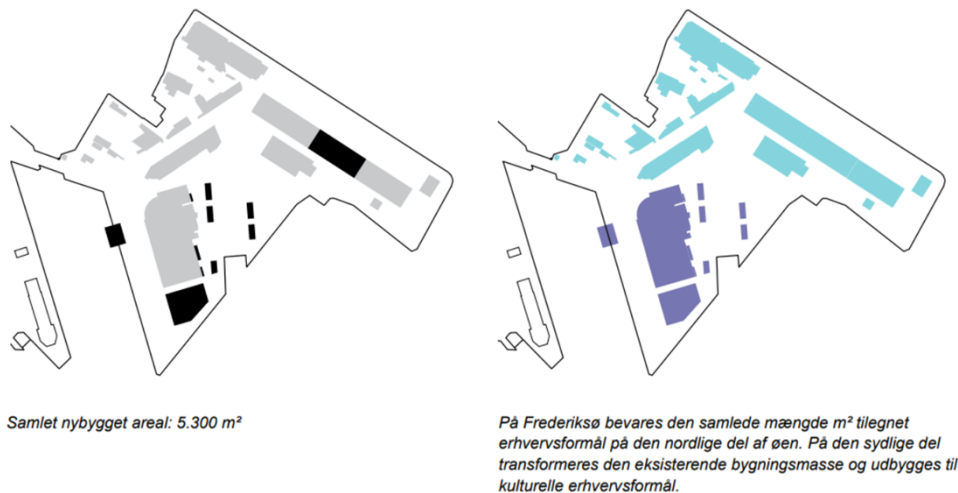 Samlet nybygget areal: 5.300 m²
På Frederiksø bevares den samlede mængde m² tilegnet
erhvervsformål på den nordlige del af øen. På den sydlige del
transformeres den eksisterende bygningsmasse og udbygges til
kulturelle erhvervsformål.